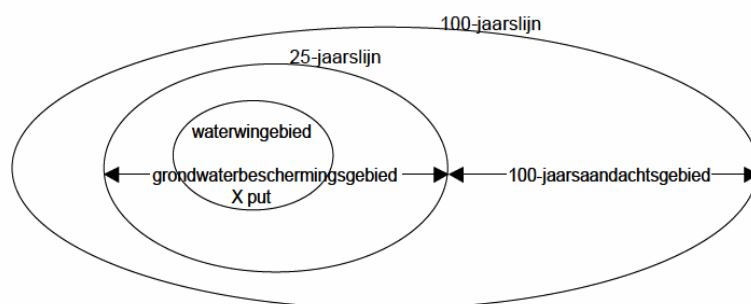 100-jaarslijn
25-jaarslijn
waterwingebied
grondwaterbeschermingsgebied
100-jaarsaandachtsgebied
X put